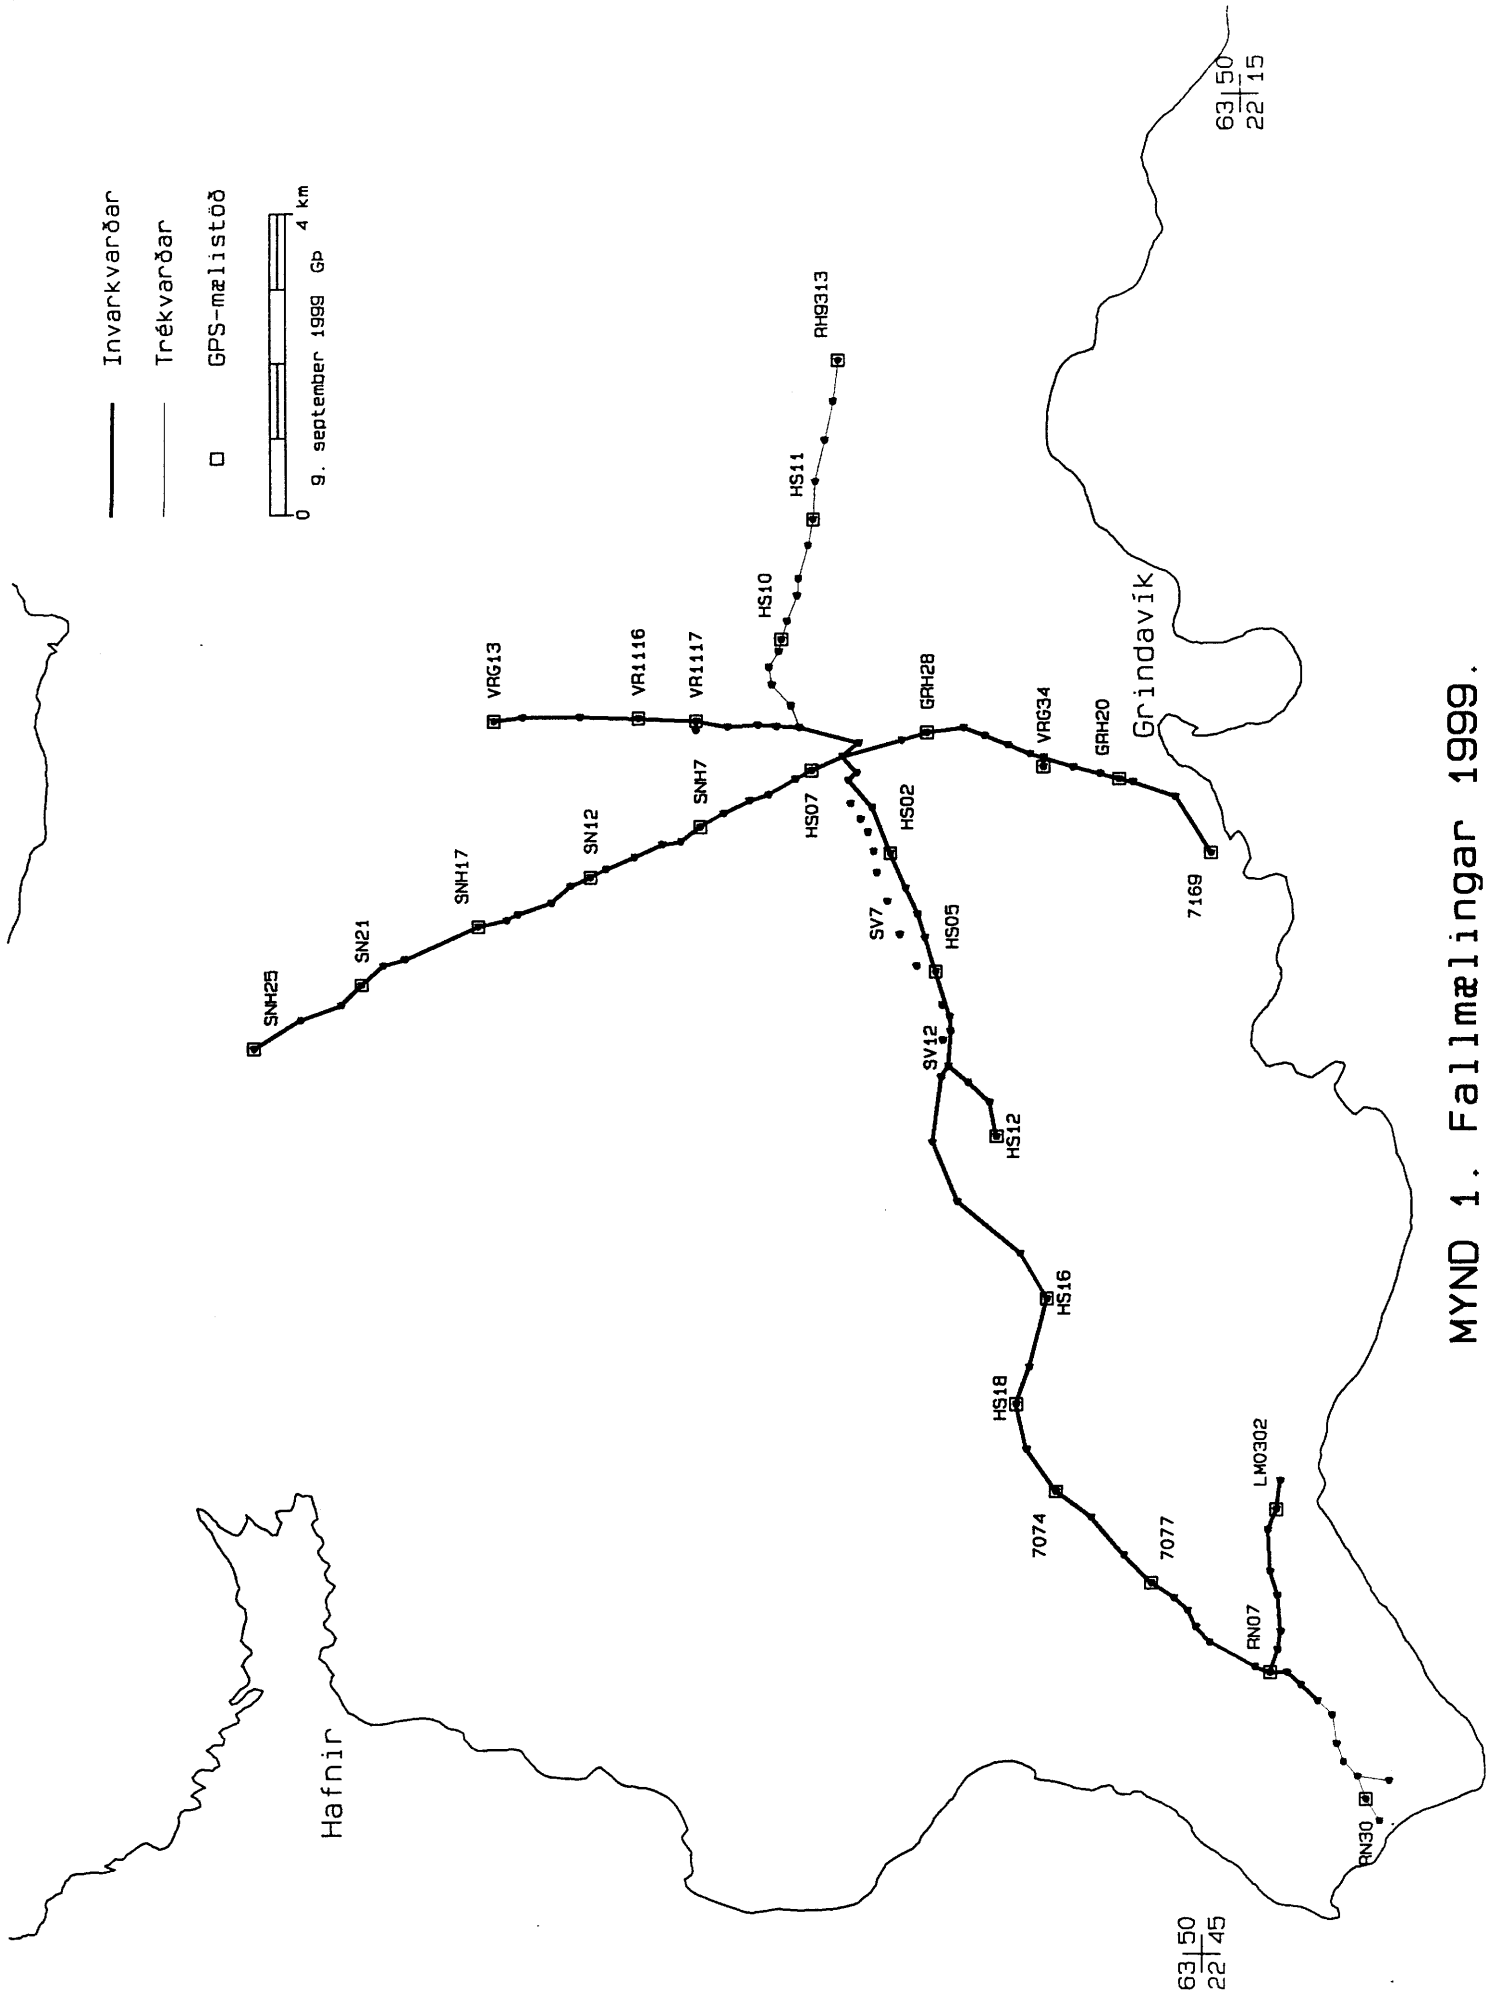 Invarkvarðar
Trékvarðar
GPS-mælistöð
0 4 km
9. september 1999 Gp
Hafnir
SNH25
SN21
SNH17
SN12
SNH7
HS07
VRG13
VR1116
VR1117
HS10
HS11
RH9313
GRH28
VRG34
GRH20
7169
Grindavík
HS02
SV7
HS05
SV12
HS12
HS16
HS18
7074
7077
LM0302
RN07
RN30
63 50
22 45
63 50
22 15
MYND 1. Fallmælingar 1999.